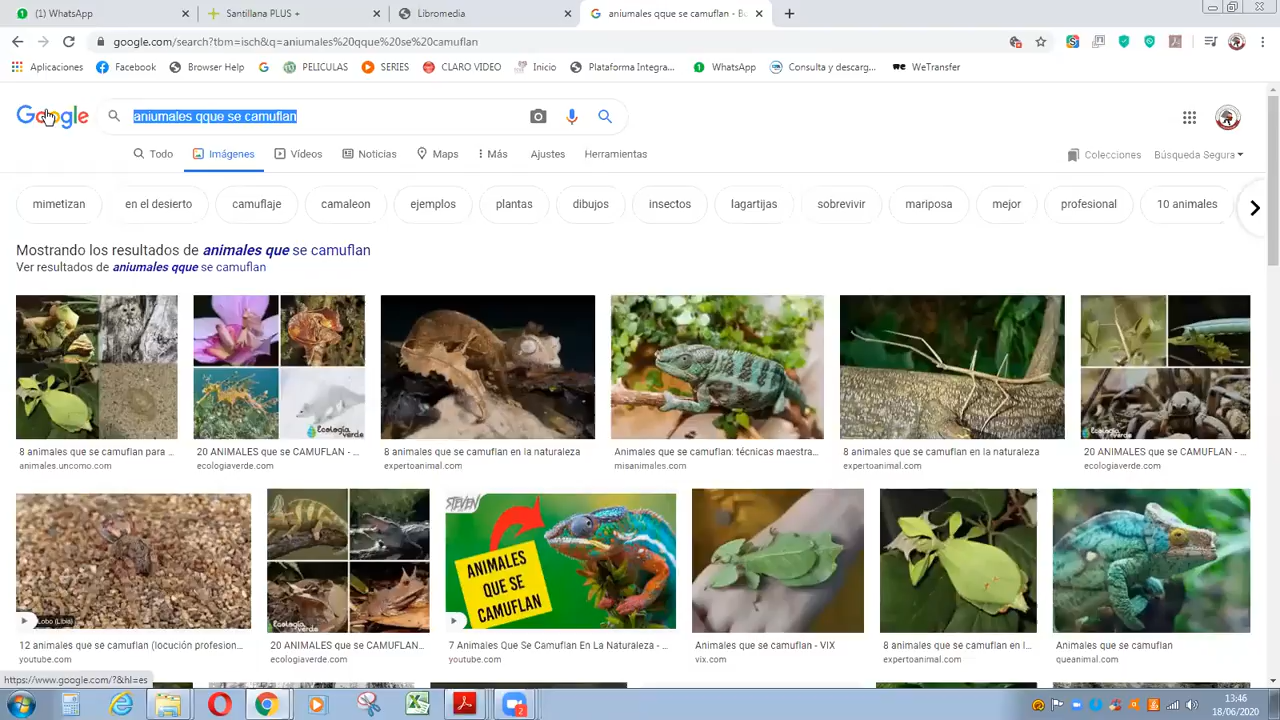 (1) WhatsApp
Santillana PLUS +
Libromedia
aniumales qque se camuflan - Bu
google.com/search?tbm=isch&q=aniumales%20qque%20se%20camuflan
Aplicaciones Facebook Browser Help PELICULAS SERIES CLARO VIDEO Inicio Plataforma Integra... WhatsApp Consulta y descarg... WeTransfer
Google aniumales qque se camuflan
Todo Imágenes Vídeos Noticias Maps Más Ajustes Herramientas Colecciones Búsqueda Segura
mimetizan en el desierto camuflaje camaleon ejemplos plantas dibujos insectos lagartijas sobrevivir mariposa mejor profesional 10 animales
Mostrando los resultados de animales que se camuflan
Ver resultados de aniumales qque se camuflan
Ecología verde
8 animales que se camuflan para ...
animales.uncomo.com
20 ANIMALES que se CAMUFLAN - ...
ecologiaverde.com
8 animales que se camuflan en la naturaleza
expertoanimal.com
Animales que se camuflan: técnicas maestra...
misanimales.com
8 animales que se camuflan en la naturaleza
expertoanimal.com
20 ANIMALES que se CAMUFLAN - ...
ecologiaverde.com
STEVEN
ANIMALES
QUE SE
CAMUFLAN
Lobo (Libia)
Ecología verde
12 animales que se camuflan (locución profesion...
youtube.com
20 ANIMALES que se CAMUFLAN...
ecologiaverde.com
7 Animales Que Se Camuflan En La Naturaleza - ...
youtube.com
Animales que se camuflan - VIX
vix.com
8 animales que se camuflan en l...
expertoanimal.com
Animales que se camuflan
queanimal.com
https://www.google.com/?&hl=es
2
13:46
18/06/2020